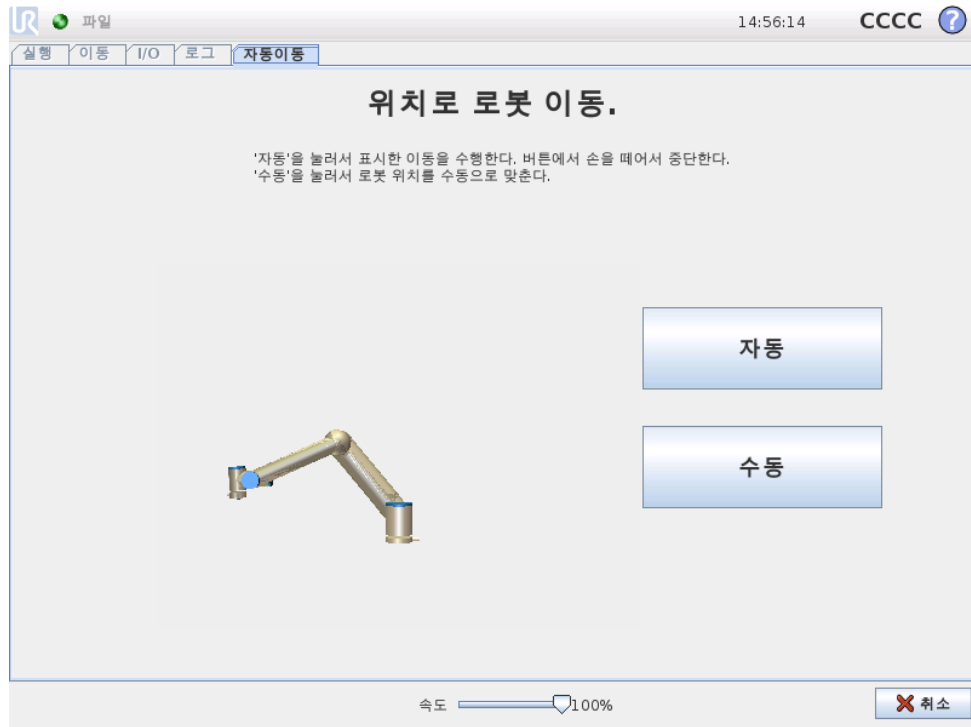 UR 파일 14:56:14 CCCC ?
실행 이동 I/O 로그 자동이동
위치로 로봇 이동.
'자동'을 눌러서 표시한 이동을 수행한다. 버튼에서 손을 떼어서 중단한다.
'수동'을 눌러서 로봇 위치를 수동으로 맞춘다.
자동
수동
속도 100% 취소